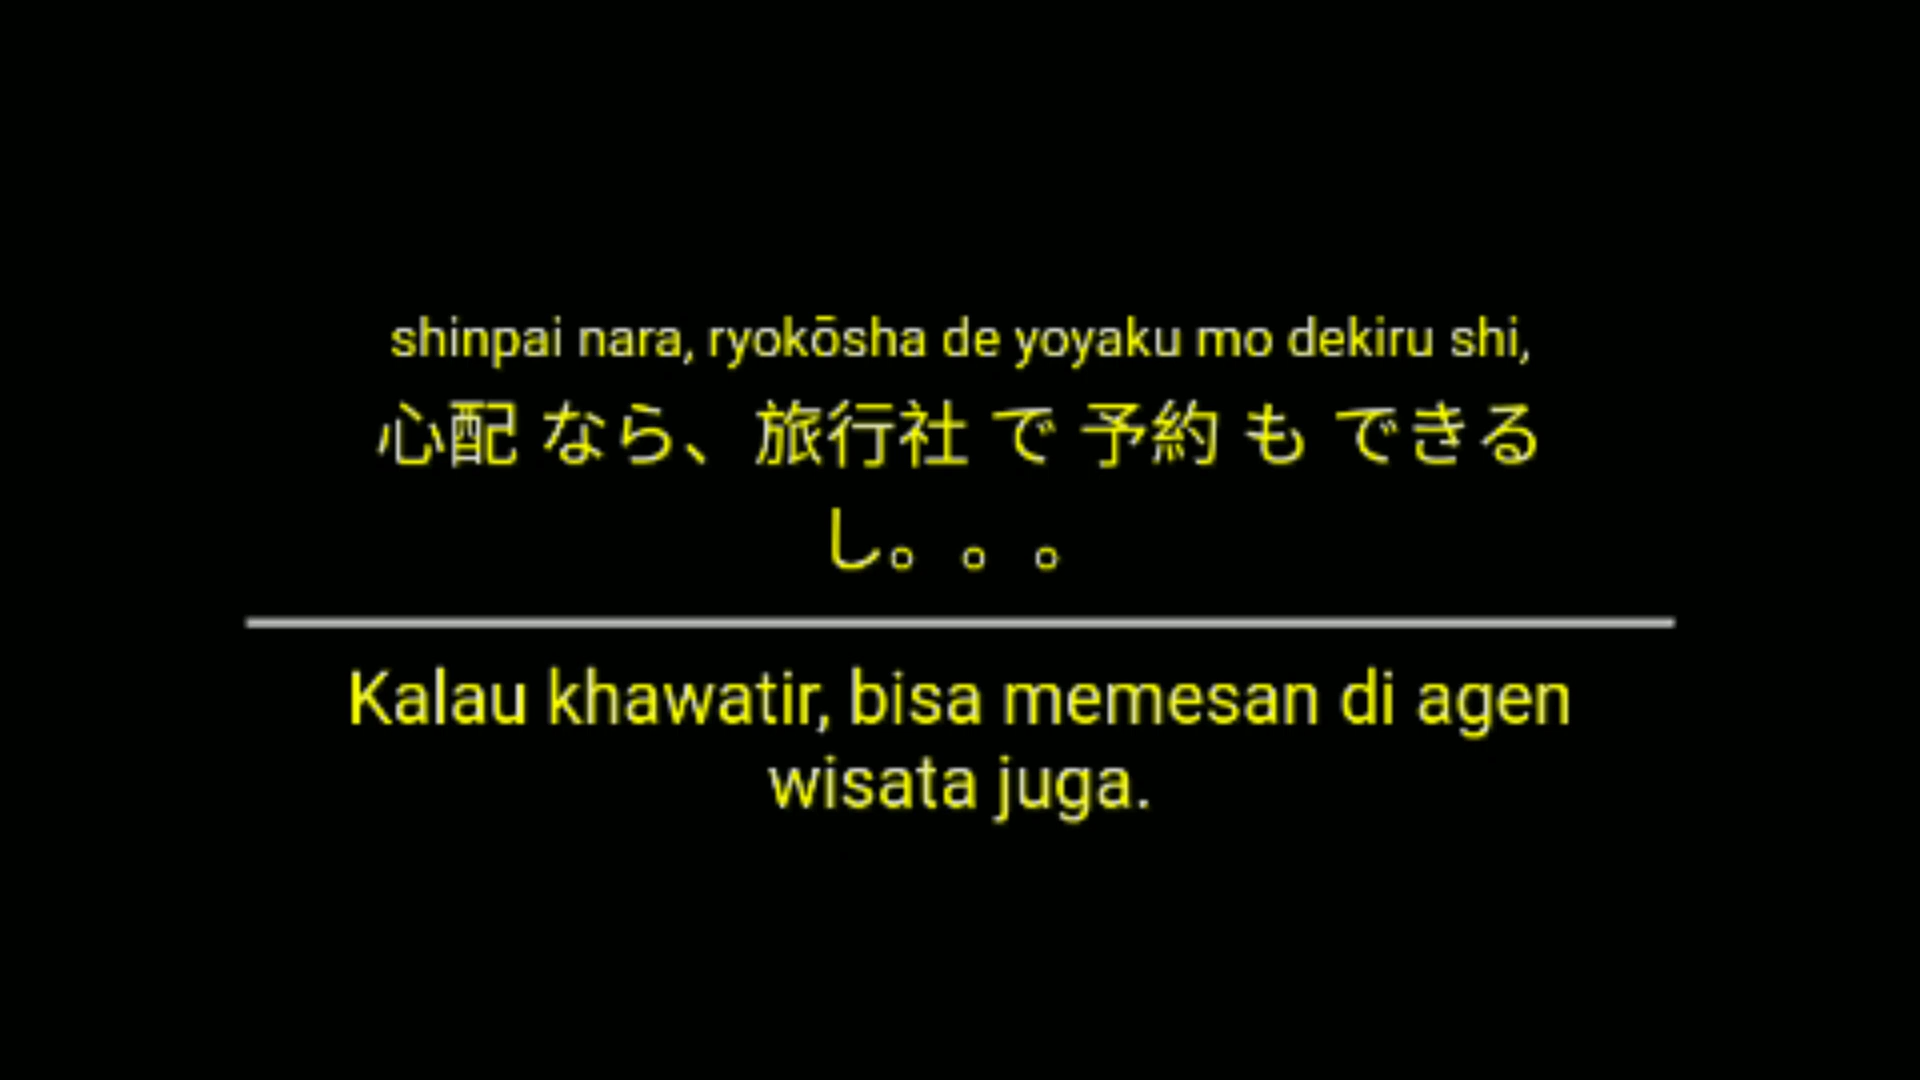 shinpai nara, ryokōsha de yoyaku mo dekiru shi,
心配 なら、旅行社 で 予約 も できる
し。。。
Kalau khawatir, bisa memesan di agen
wisata juga.